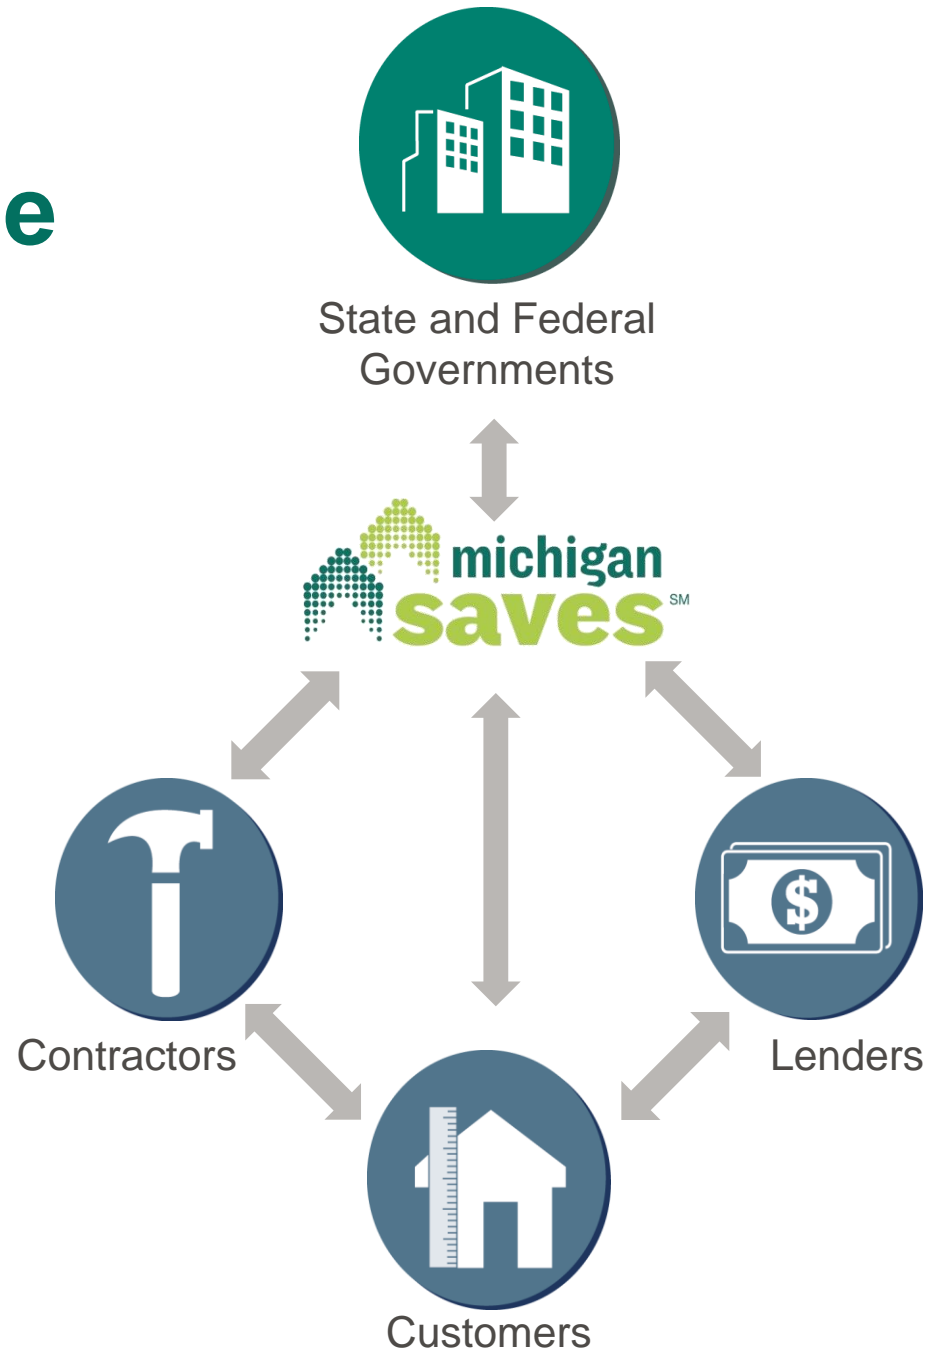 e
State and Federal
Governments
michigan
saves SM
$
Contractors
Lenders
Customers